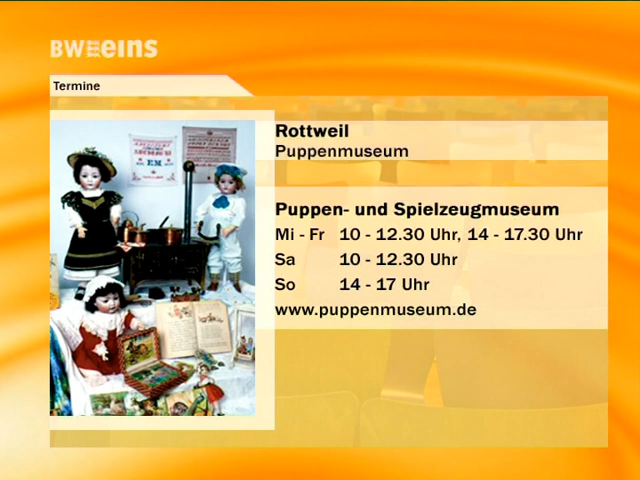 BW eins
Termine
Rottweil
Puppenmuseum
Puppen- und Spielzeugmuseum
Mi - Fr 10 - 12.30 Uhr, 14 - 17.30 Uhr
Sa 10 - 12.30 Uhr
So 14 - 17 Uhr
www.puppenmuseum.de